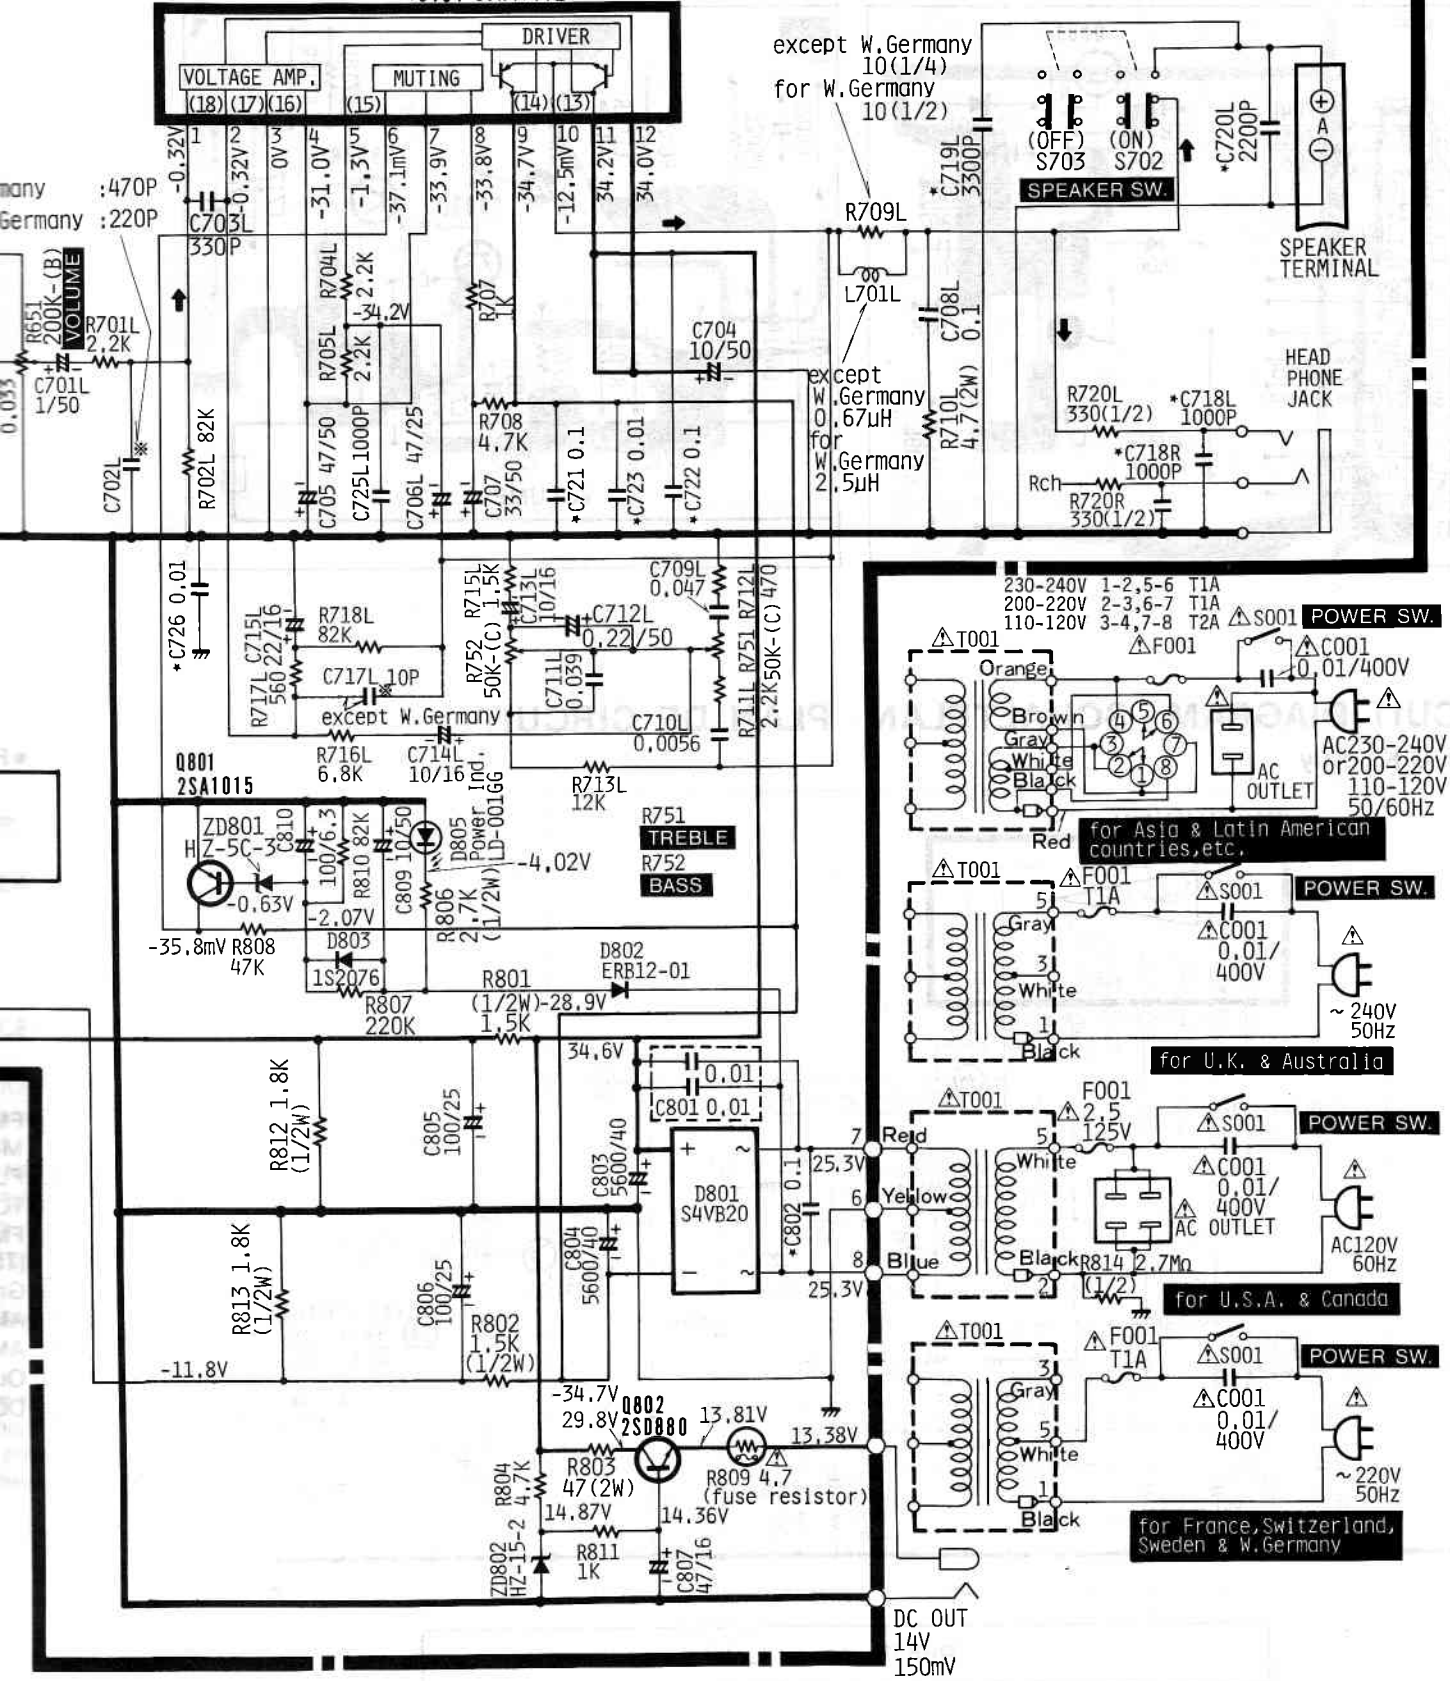 DRIVER
VOLTAGE AMP.
MUTING
(18) (17) (16)
(15)
(14) (13)
1 2 3 4 5 6 7 8 9 10 11 12
-0.32V
-0.32V
0V
-31.0V
-1.3V
-37.1mV
-33.9V
-33.8V
-34.7V
-12.5mV
34.2V
34.0V
many :470P
Germany :220P
C703L
330P
R651
200K-(B)
VOLUME
R701L
2.2K
C701L
1/50
0.033
C702L
※
R702L 82K
R704L
2.2K
-34.2V
R705L
2.2K
R707
1K
R708
4.7K
C705 47/50
C725L1000P
C706L 47/25
C707
33/50
*C721 0.1
*C723 0.01
*C722 0.1
C704
10/50
except W.Germany
10(1/4)
for W.Germany
10(1/2)
R709L
L701L
except
W.Germany
0.67µH
for
W.Germany
2.5µH
C708L
0.1
R710L
4.7(2W)
*C719L
3300P
(OFF)
S703
(ON)
S702
SPEAKER SW.
*C720L
2200P
+
A
−
SPEAKER
TERMINAL
HEAD
PHONE
JACK
R720L
330(1/2)
*C718L
1000P
*C718R
1000P
Rch
R720R
330(1/2)
*C726 0.01
C715L
22/16
R717L
560
R718L
82K
C717L 10P
※
except W.Germany
R716L
6.8K
C714L
10/16
R715L
1.5K
C713L
10/16
R752
50K-(C)
C712L
0.22/50
C711L
0.039
C709L
0.047
R712L
470
R751
50K-(C)
R711L
2.2K
C710L
0.0056
R713L
12K
R751
TREBLE
R752
BASS
Q801
2SA1015
ZD801
HZ-5C-3
C810
100/6.3
R810 82K
C809 10/50
D805
Power Ind.
LD-001GG
R806
2.7K
(1/2W)
-4.02V
-0.63V
-2.07V
-35.8mV
R808
47K
D803
1S2076
R807
220K
D802
ERB12-01
R801
(1/2W)
1.5K
-28.9V
34.6V
0.01
C801 0.01
R812 1.8K
(1/2W)
C805
100/25
C803
5600/40
D801
S4VB20
+
~
−
~
*C802 0.1
7
25.3V
6
8
25.3V
R813 1.8K
(1/2W)
C806
100/25
C804
5600/40
R802
1.5K
(1/2W)
-11.8V
-34.7V
29.8V
Q802
2SD880
13.81V
13.38V
R803
47(2W)
R809 4.7
(fuse resistor)
R804
4.7K
14.87V
14.36V
R811
1K
ZD802
HZ-15-2
C807
47/16
DC OUT
14V
150mV
230-240V 1-2,5-6 T1A
200-220V 2-3,6-7 T1A
110-120V 3-4,7-8 T2A
S001
POWER SW.
T001
F001
C001
0.01/400V
Orange
Brown
Gray
White
Black
Red
1 2 3 4 5 6 7 8
AC
OUTLET
AC230-240V
or200-220V
110-120V
50/60Hz
for Asia & Latin American
countries,etc.
T001
F001
T1A
S001
POWER SW.
C001
0.01/
400V
5
Gray
3
White
1
Black
~ 240V
50Hz
for U.K. & Australia
T001
F001
2.5
125V
S001
POWER SW.
C001
0.01/
400V
Red
Yellow
Blue
5
White
Black
2
AC OUTLET
R814 2.7MΩ
(1/2)
AC120V
60Hz
for U.S.A. & Canada
T001
F001
T1A
S001
POWER SW.
C001
0.01/
400V
3
Gray
5
White
1
Black
~ 220V
50Hz
for France,Switzerland,
Sweden & W.Germany